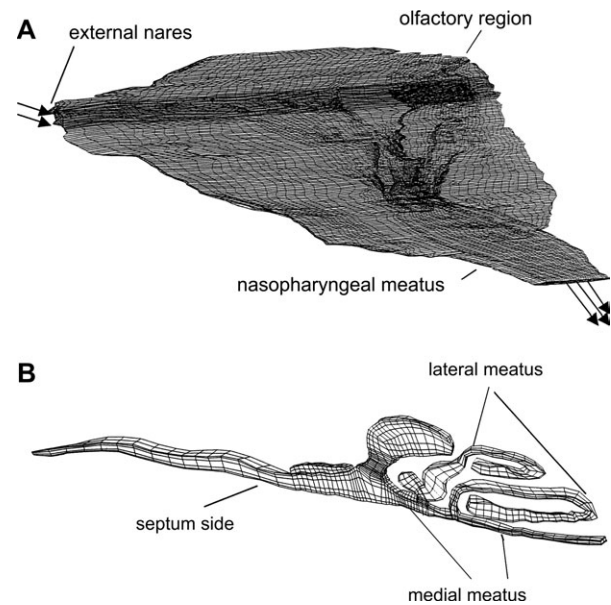 A
external nares
olfactory region
nasopharyngeal meatus
B
lateral meatus
septum side
medial meatus